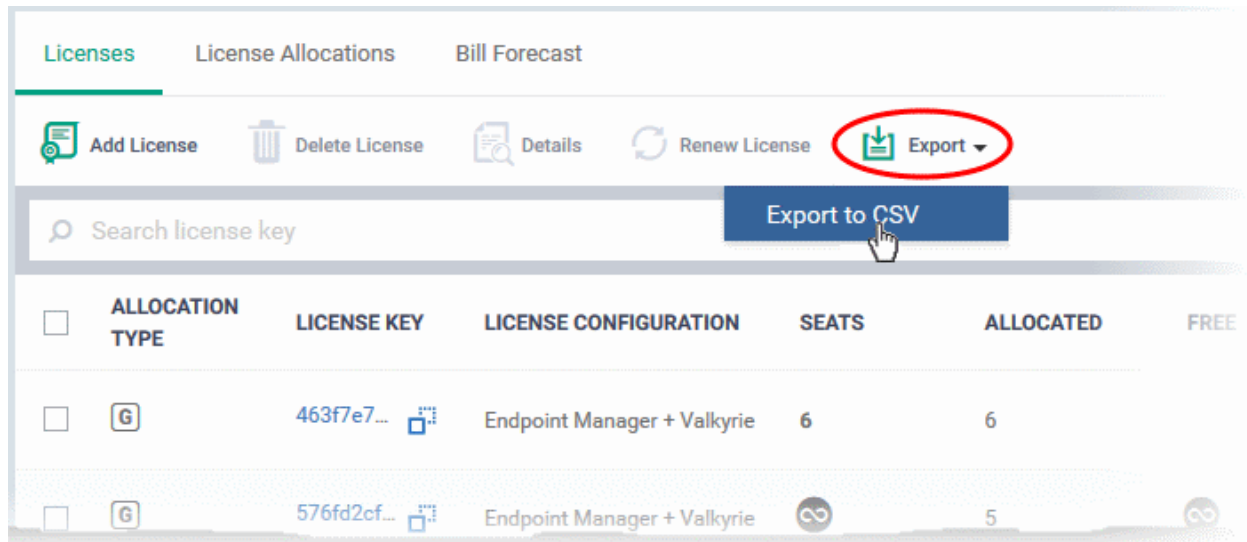 Licenses License Allocations Bill Forecast
Add License Delete License Details Renew License Export
Export to CSV
Search license key
ALLOCATION TYPE LICENSE KEY LICENSE CONFIGURATION SEATS ALLOCATED FREE
G 463f7e7... Endpoint Manager + Valkyrie 6 6
G 576fd2cf... Endpoint Manager + Valkyrie 5